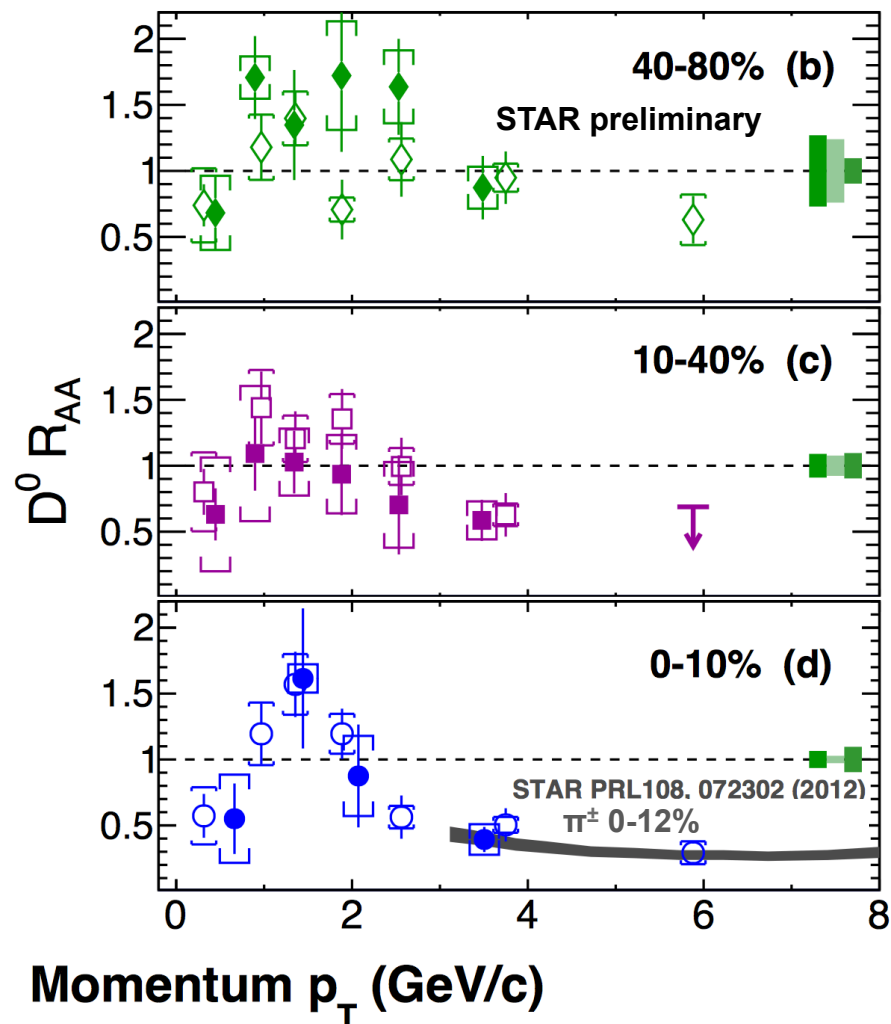 2
40-80% (b)
1.5
STAR preliminary
1
0.5
2
10-40% (c)
1.5
1
0.5
D⁰ R_AA
2
0-10% (d)
1.5
1
STAR PRL108, 072302 (2012)
π± 0-12%
0.5
0 2 4 6 8
Momentum p_T (GeV/c)